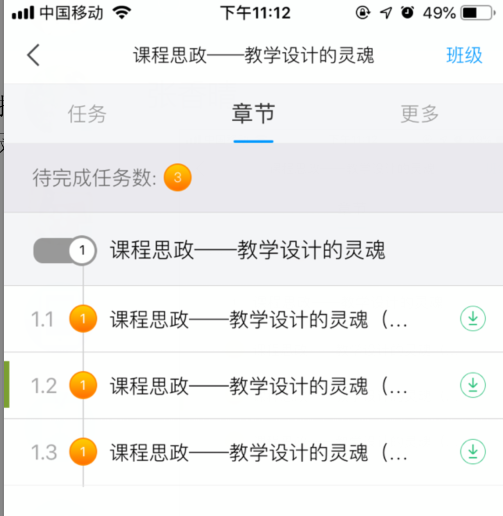 中国移动 下午11:12 49%
课程思政——教学设计的灵魂 班级
任务 章节 更多
待完成任务数: 3
1 课程思政——教学设计的灵魂
1.1 1 课程思政——教学设计的灵魂（...
1.2 1 课程思政——教学设计的灵魂（...
1.3 1 课程思政——教学设计的灵魂（...